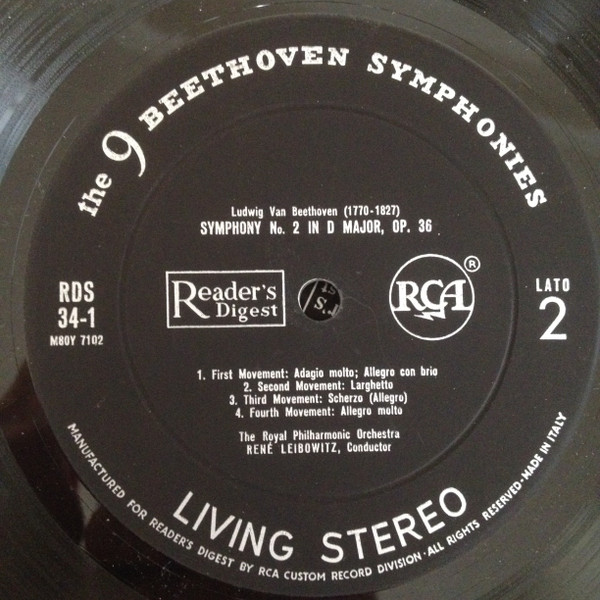 the 9 BEETHOVEN SYMPHONIES
Ludwig Van Beethoven (1770-1827)
SYMPHONY No. 2 IN D MAJOR, OP. 36
RDS
34-1
M80Y 7102
Reader's
Digest
RCA
®
LATO
2
1. First Movement: Adagio molto; Allegro con brio
2. Second Movement: Larghetto
3. Third Movement: Scherzo (Allegro)
4. Fourth Movement: Allegro molto
The Royal Philharmonic Orchestra
RENÉ LEIBOWITZ, Conductor
LIVING STEREO
MANUFACTURED FOR READER'S DIGEST BY RCA CUSTOM RECORD DIVISION · ALL RIGHTS RESERVED · MADE IN ITALY